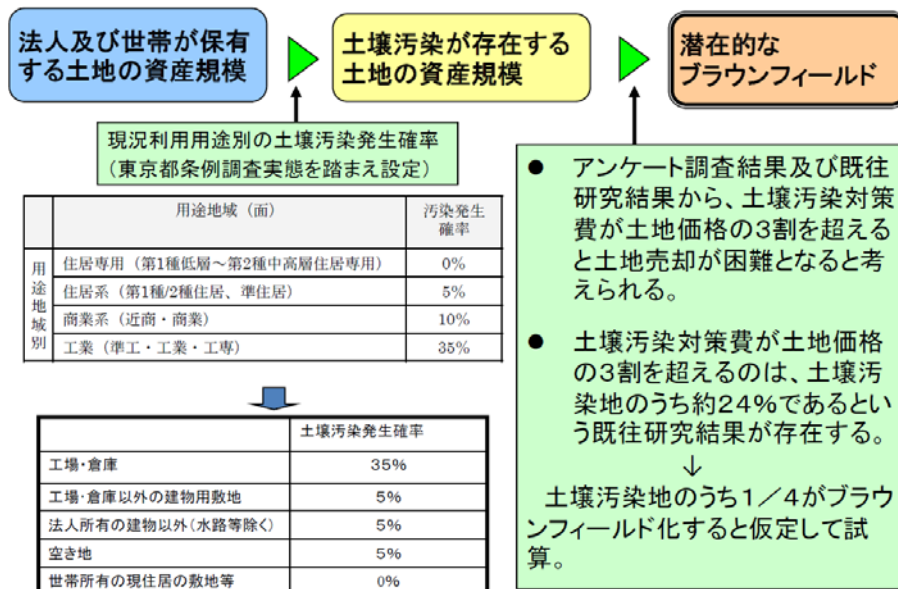 法人及び世帯が保有
する土地の資産規模
土壌汚染が存在する
土地の資産規模
潜在的な
ブラウンフィールド
現況利用用途別の土壌汚染発生確率
（東京都条例調査実態を踏まえ設定）
用途地域（面）
汚染発生
確率
用途地域別
住居専用（第1種低層～第2種中高層住居専用） 0%
住居系（第1種/2種住居、準住居） 5%
商業系（近商・商業） 10%
工業（準工・工業・工専） 35%
土壌汚染発生確率
工場・倉庫 35%
工場・倉庫以外の建物用敷地 5%
法人所有の建物以外（水路等除く） 5%
空き地 5%
世帯所有の現住居の敷地等 0%
● アンケート調査結果及び既往
研究結果から、土壌汚染対策
費が土地価格の3割を超える
と土地売却が困難となると考
えられる。
● 土壌汚染対策費が土地価格
の3割を超えるのは、土壌汚
染地のうち約24%であるとい
う既往研究結果が存在する。
↓
土壌汚染地のうち1／4がブラウ
ンフィールド化すると仮定して試
算。